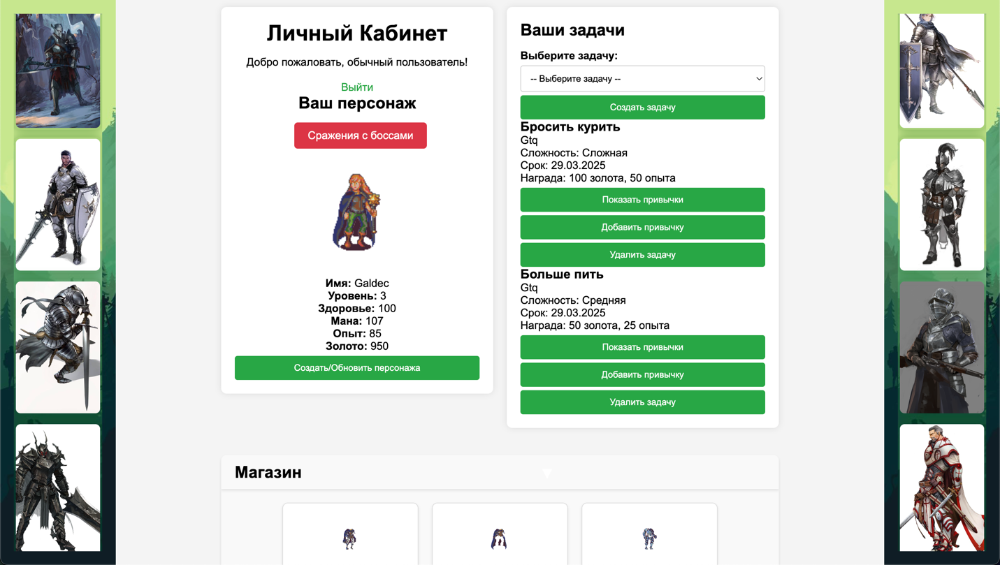 Личный Кабинет
Добро пожаловать, обычный пользователь!
Выйти
Ваш персонаж
Сражения с боссами
Имя: Galdec
Уровень: 3
Здоровье: 100
Мана: 107
Опыт: 85
Золото: 950
Создать/Обновить персонажа
Ваши задачи
Выберите задачу:
-- Выберите задачу --
Создать задачу
Бросить курить
Gtq
Сложность: Сложная
Срок: 29.03.2025
Награда: 100 золота, 50 опыта
Показать привычки
Добавить привычку
Удалить задачу
Больше пить
Gtq
Сложность: Средняя
Срок: 29.03.2025
Награда: 50 золота, 25 опыта
Показать привычки
Добавить привычку
Удалить задачу
Магазин